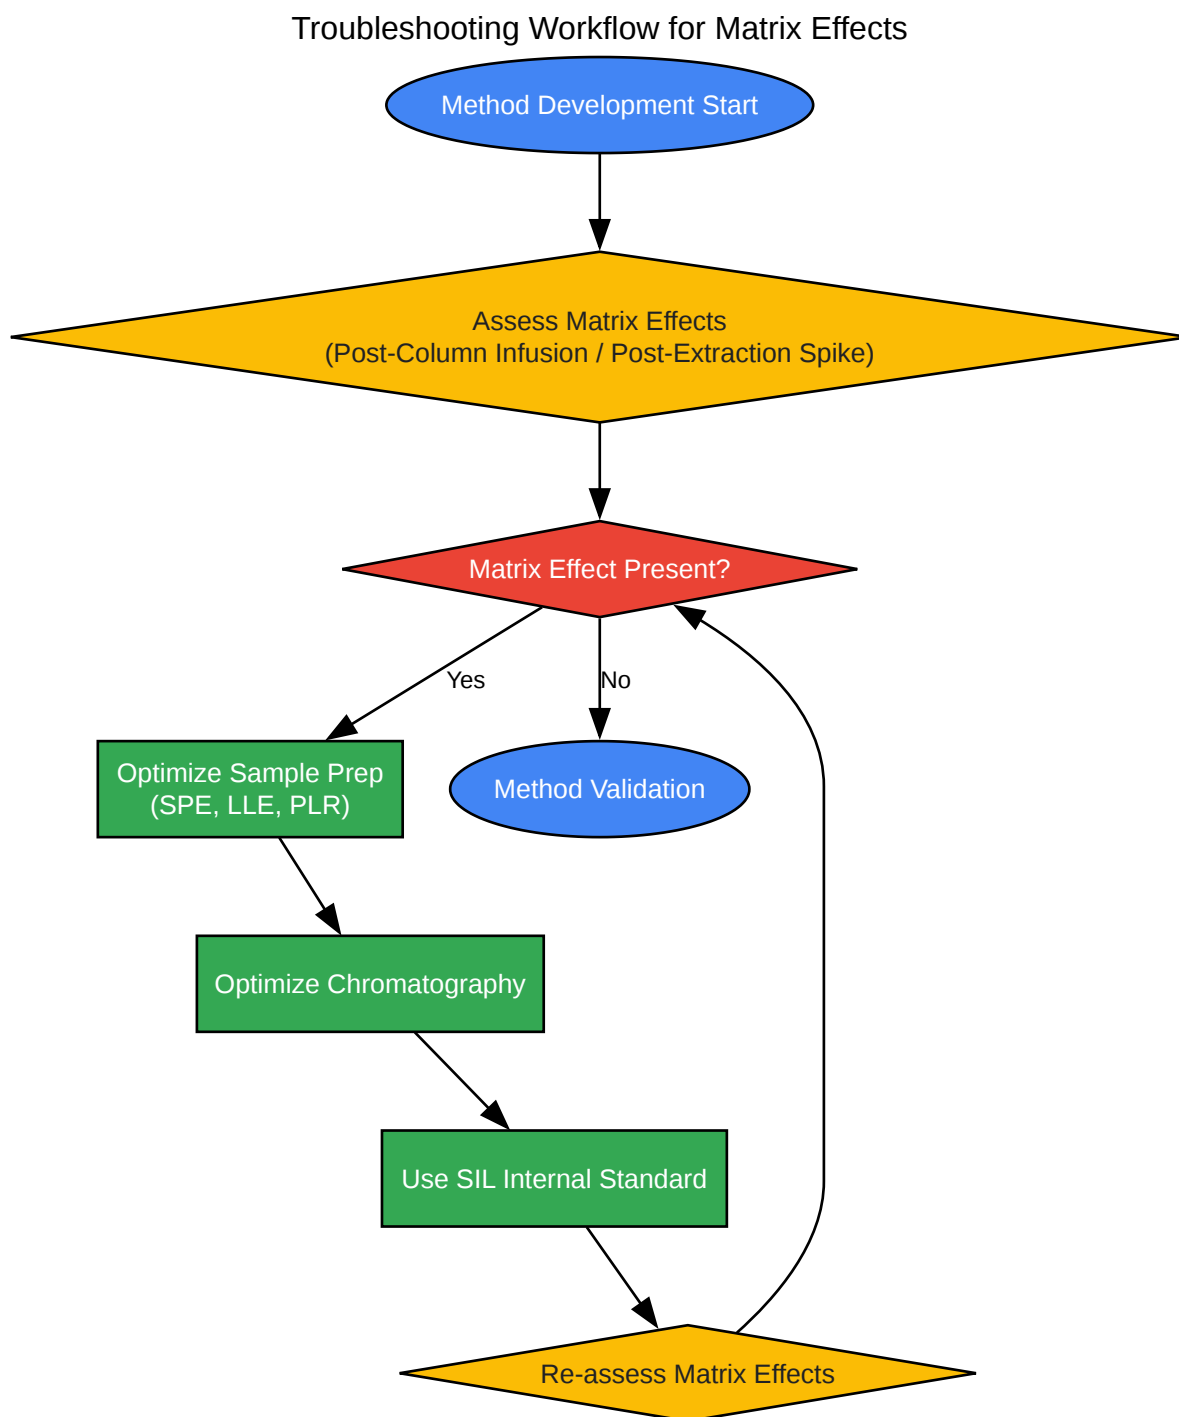 Troubleshooting Workflow for Matrix Effects
Method Development Start
Assess Matrix Effects
(Post-Column Infusion / Post-Extraction Spike)
Matrix Effect Present?
Yes
No
Optimize Sample Prep
(SPE, LLE, PLR)
Method Validation
Optimize Chromatography
Use SIL Internal Standard
Re-assess Matrix Effects